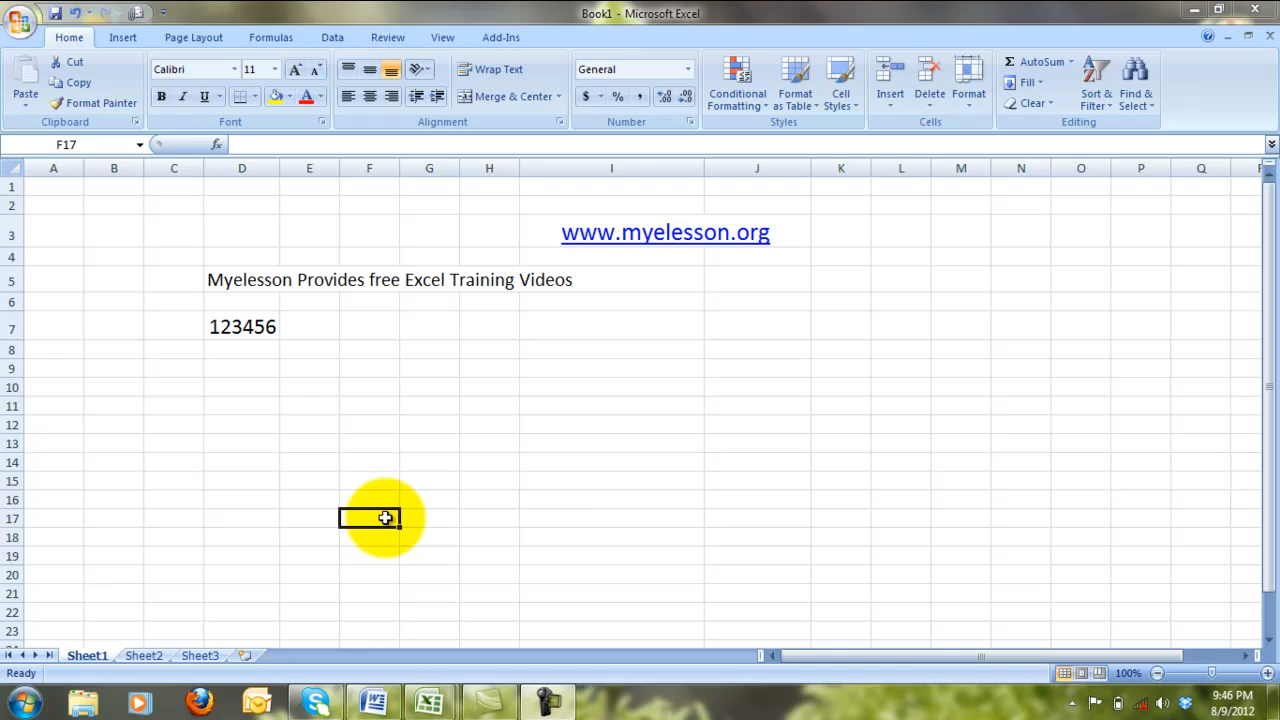 Book1 - Microsoft Excel
Home Insert Page Layout Formulas Data Review View Add-Ins
Paste
Cut
Copy
Format Painter
Clipboard
Calibri 11
B I U
Font
Wrap Text
Merge & Center
Alignment
General
$ % ,
Number
Conditional Formatting
Format as Table
Cell Styles
Styles
Insert
Delete
Format
Cells
Σ AutoSum
Fill
Clear
Sort & Filter
Find & Select
Editing
F17 fx
A B C D E F G H I J K L M N O P Q
1
2
3 www.myelesson.org
4
5 Myelesson Provides free Excel Training Videos
6
7 123456
8
9
10
11
12
13
14
15
16
17
18
19
20
21
22
23
Sheet1 Sheet2 Sheet3
Ready 100%
9:46 PM
8/9/2012